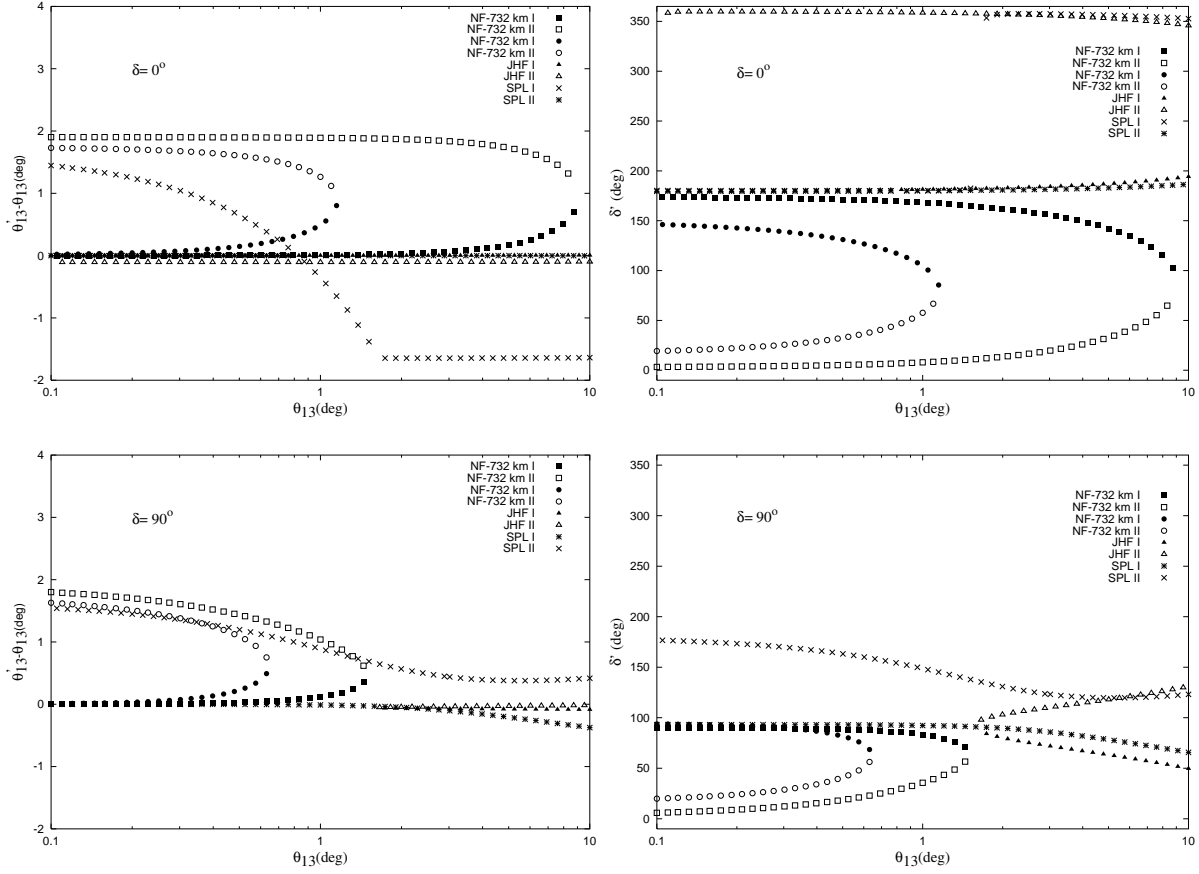 4
3
2
1
0
-1
-2
0.1
1
10
θ'13-θ13(deg)
θ13(deg)
δ= 0°
NF-732 km I
NF-732 km II
NF-732 km I
NF-732 km II
JHF I
JHF II
SPL I
SPL II
350
300
250
200
150
100
50
0
0.1
1
10
δ' (deg)
θ13(deg)
δ= 0°
NF-732 km I
NF-732 km II
NF-732 km I
NF-732 km II
JHF I
JHF II
SPL I
SPL II
4
3
2
1
0
-1
-2
0.1
1
10
θ'13-θ13(deg)
θ13(deg)
δ= 90°
NF-732 km I
NF-732 km II
NF-732 km I
NF-732 km II
JHF I
JHF II
SPL I
SPL II
350
300
250
200
150
100
50
0
0.1
1
10
δ' (deg)
θ13(deg)
δ= 90°
NF-732 km I
NF-732 km II
NF-732 km I
NF-732 km II
JHF I
JHF II
SPL I
SPL II